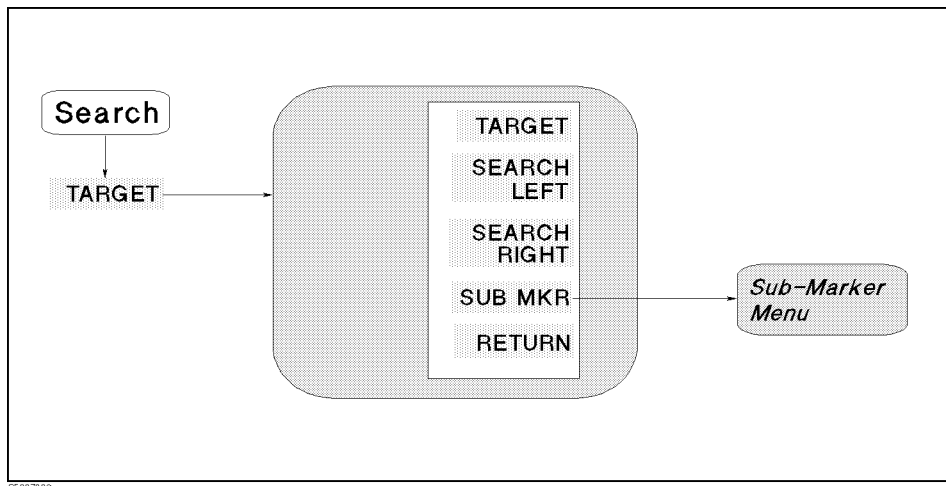 Search
TARGET
TARGET
SEARCH
LEFT
SEARCH
RIGHT
SUB MKR
RETURN
Sub-Marker
Menu